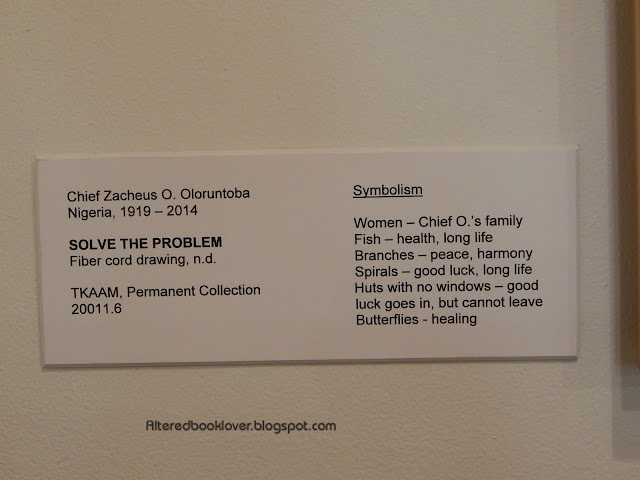 Chief Zacheus O. Oloruntoba
Nigeria, 1919 – 2014
SOLVE THE PROBLEM
Fiber cord drawing, n.d.
TKAAM, Permanent Collection
20011.6
Symbolism
Women – Chief O.'s family
Fish – health, long life
Branches – peace, harmony
Spirals – good luck, long life
Huts with no windows – good
luck goes in, but cannot leave
Butterflies - healing
Alteredbooklover.blogspot.com